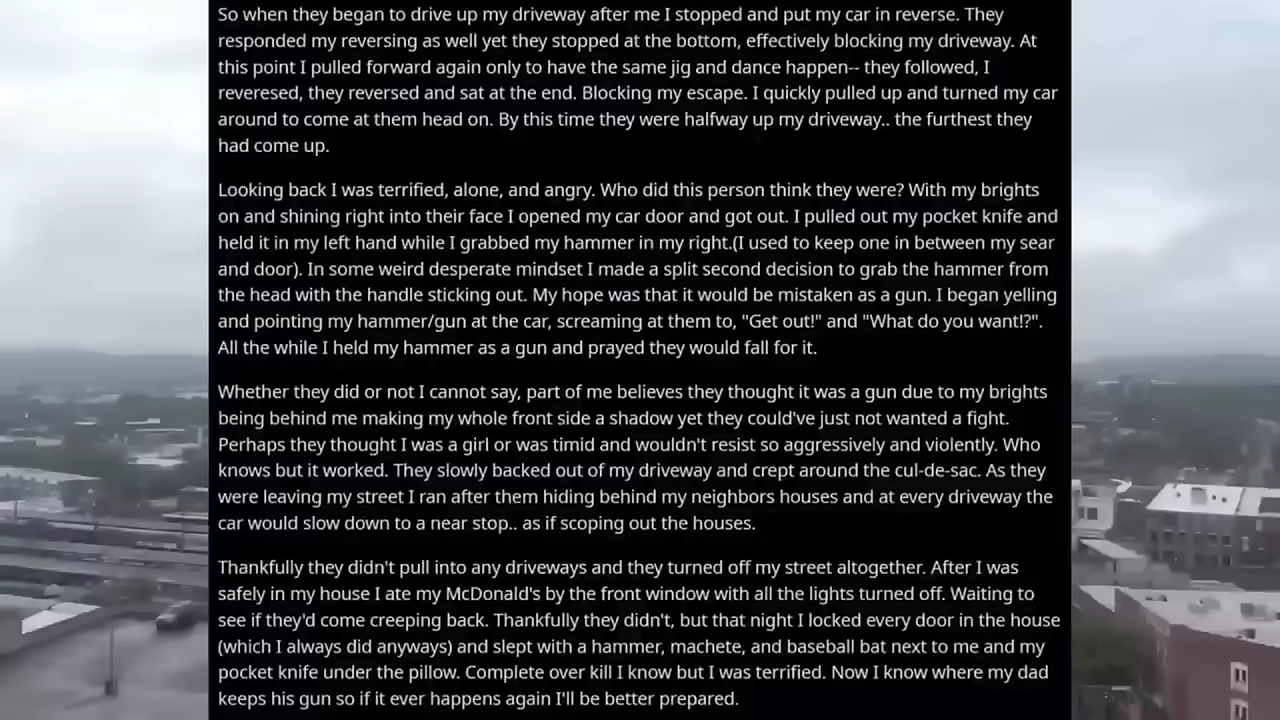 So when they began to drive up my driveway after me I stopped and put my car in reverse. They
responded my reversing as well yet they stopped at the bottom, effectively blocking my driveway. At
this point I pulled forward again only to have the same jig and dance happen-- they followed, I
reveresed, they reversed and sat at the end. Blocking my escape. I quickly pulled up and turned my car
around to come at them head on. By this time they were halfway up my driveway.. the furthest they
had come up.
Looking back I was terrified, alone, and angry. Who did this person think they were? With my brights
on and shining right into their face I opened my car door and got out. I pulled out my pocket knife and
held it in my left hand while I grabbed my hammer in my right.(I used to keep one in between my sear
and door). In some weird desperate mindset I made a split second decision to grab the hammer from
the head with the handle sticking out. My hope was that it would be mistaken as a gun. I began yelling
and pointing my hammer/gun at the car, screaming at them to, "Get out!" and "What do you want!?".
All the while I held my hammer as a gun and prayed they would fall for it.
Whether they did or not I cannot say, part of me believes they thought it was a gun due to my brights
being behind me making my whole front side a shadow yet they could've just not wanted a fight.
Perhaps they thought I was a girl or was timid and wouldn't resist so aggressively and violently. Who
knows but it worked. They slowly backed out of my driveway and crept around the cul-de-sac. As they
were leaving my street I ran after them hiding behind my neighbors houses and at every driveway the
car would slow down to a near stop.. as if scoping out the houses.
Thankfully they didn't pull into any driveways and they turned off my street altogether. After I was
safely in my house I ate my McDonald's by the front window with all the lights turned off. Waiting to
see if they'd come creeping back. Thankfully they didn't, but that night I locked every door in the house
(which I always did anyways) and slept with a hammer, machete, and baseball bat next to me and my
pocket knife under the pillow. Complete over kill I know but I was terrified. Now I know where my dad
keeps his gun so if it ever happens again I'll be better prepared.